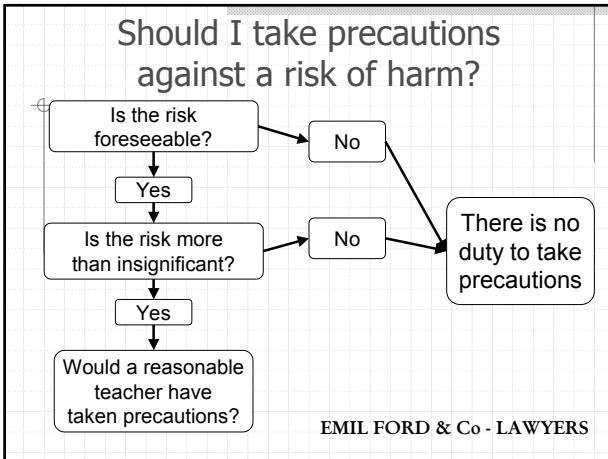 Should I take precautions
against a risk of harm?
Is the risk
foreseeable?
No
Yes
Is the risk more
than insignificant?
No
There is no
duty to take
precautions
Yes
Would a reasonable
teacher have
taken precautions?
EMIL FORD & Co - LAWYERS